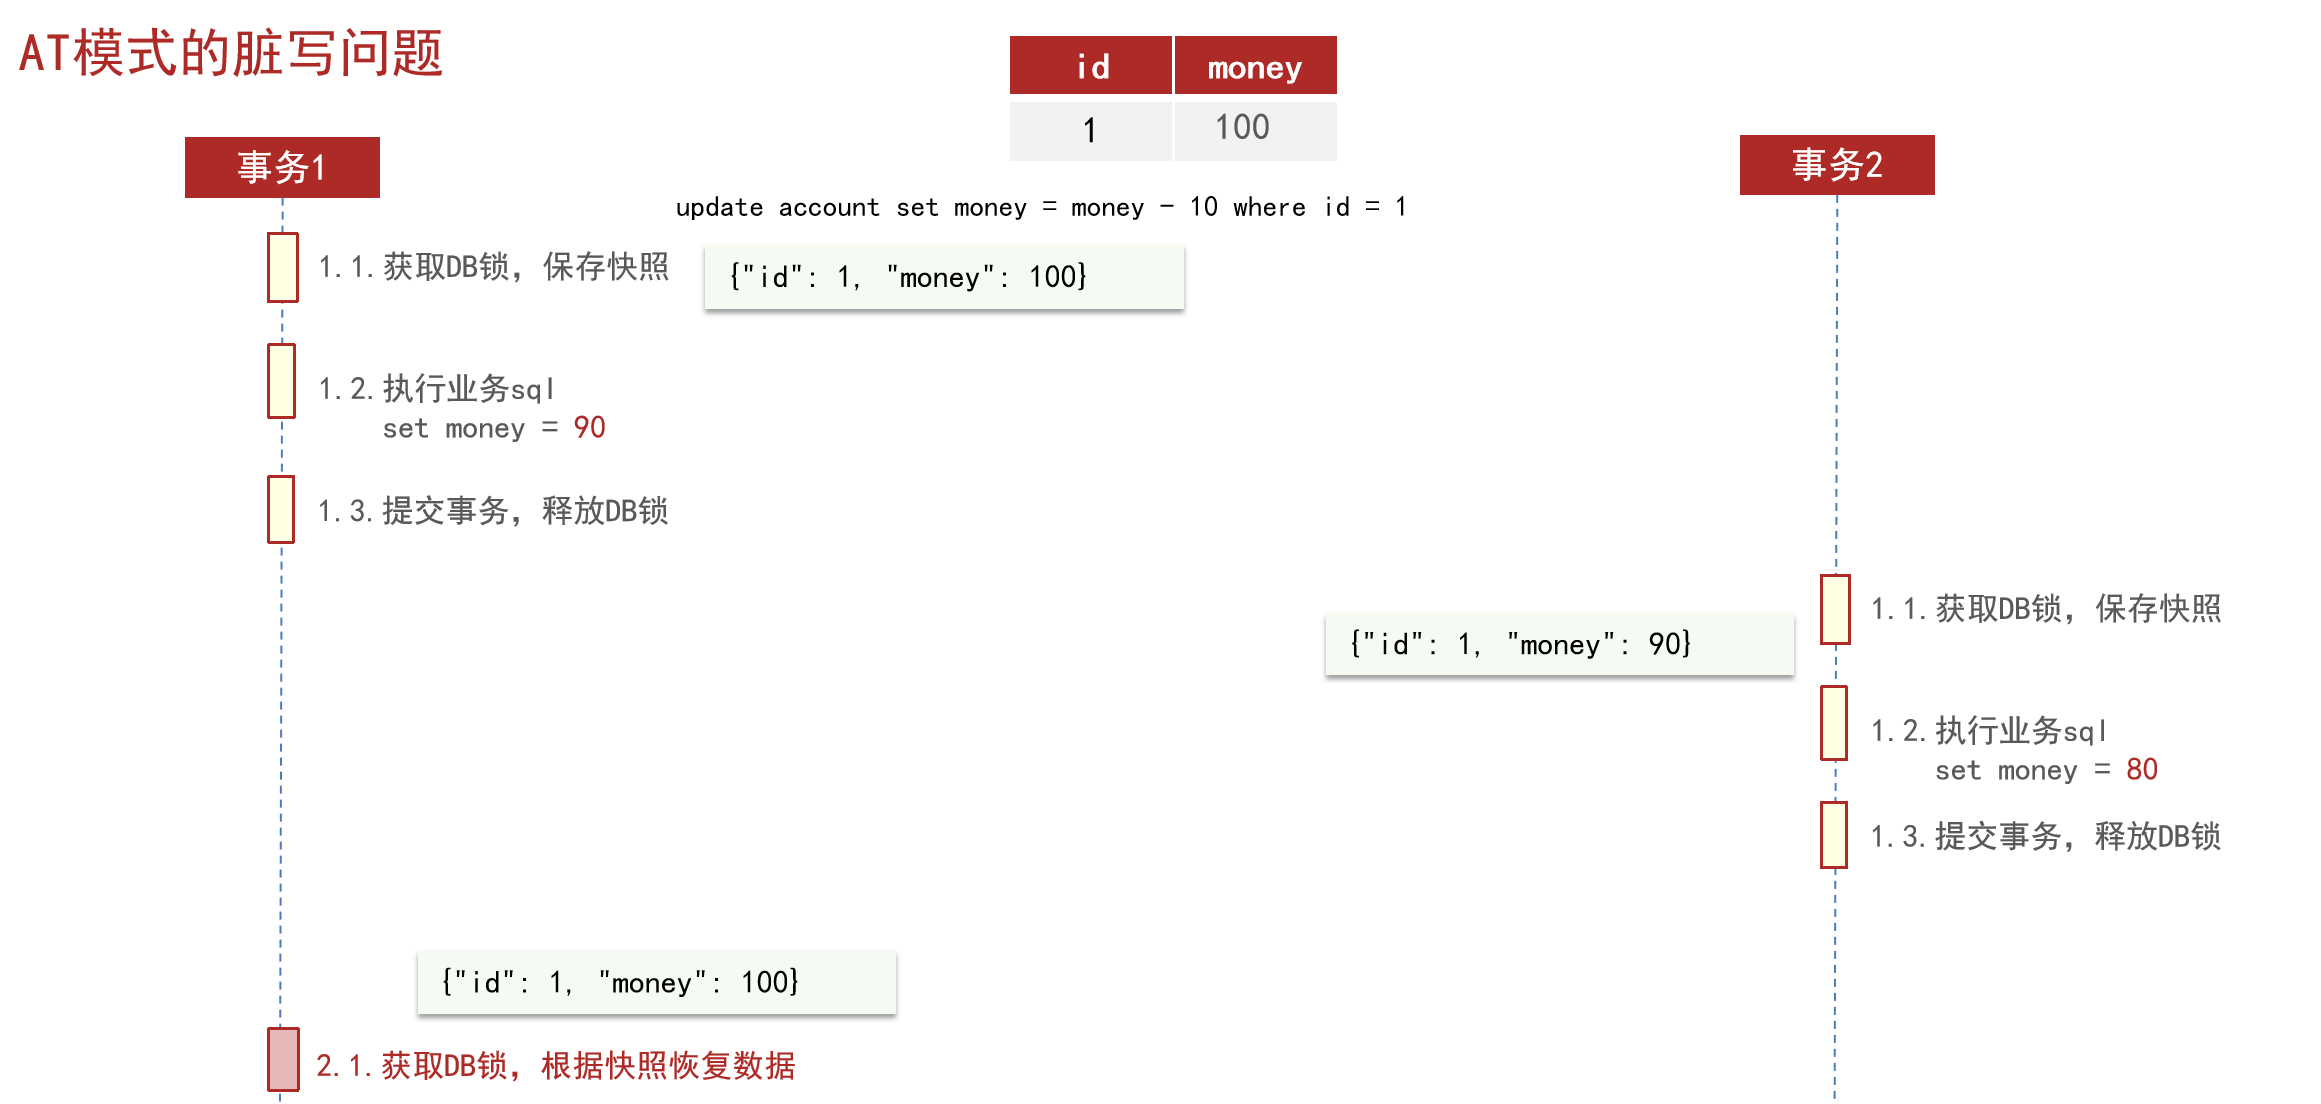 AT模式的脏写问题
id money
1 100
事务1
事务2
update account set money = money - 10 where id = 1
1.1.获取DB锁，保存快照
{"id": 1, "money": 100}
1.2.执行业务sql
set money = 90
1.3.提交事务，释放DB锁
1.1.获取DB锁，保存快照
{"id": 1, "money": 90}
1.2.执行业务sql
set money = 80
1.3.提交事务，释放DB锁
{"id": 1, "money": 100}
2.1.获取DB锁，根据快照恢复数据